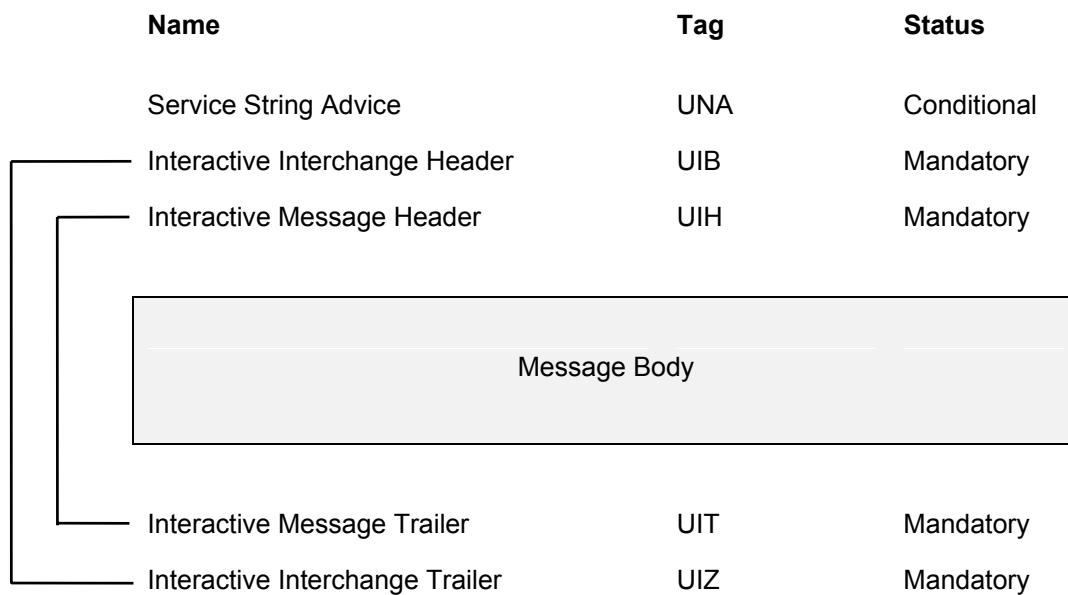 Name Tag Status
Service String Advice UNA Conditional
Interactive Interchange Header UIB Mandatory
Interactive Message Header UIH Mandatory
Message Body
Interactive Message Trailer UIT Mandatory
Interactive Interchange Trailer UIZ Mandatory